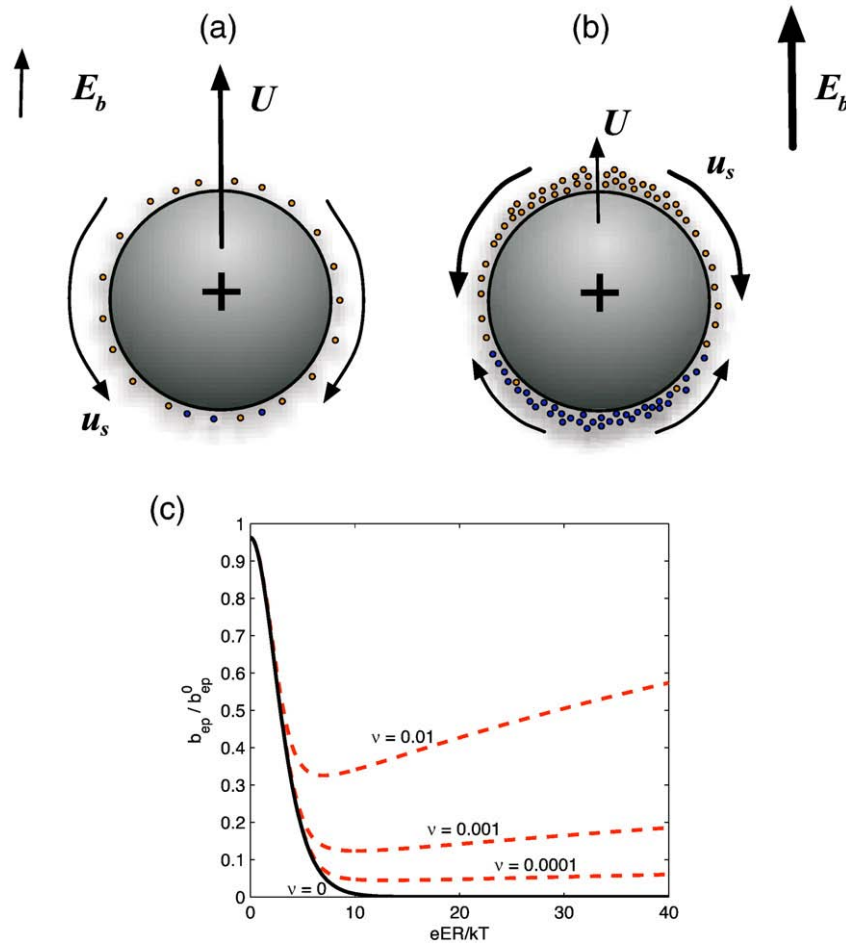 (a)
(b)
E_b
U
U
E_b
u_s
+
+
u_s
(c)
1
0.9
0.8
0.7
0.6
0.5
0.4
0.3
0.2
0.1
0
b_ep / b_ep^0
ν = 0.01
ν = 0.001
ν = 0.0001
ν = 0
0 10 20 30 40
eER/kT